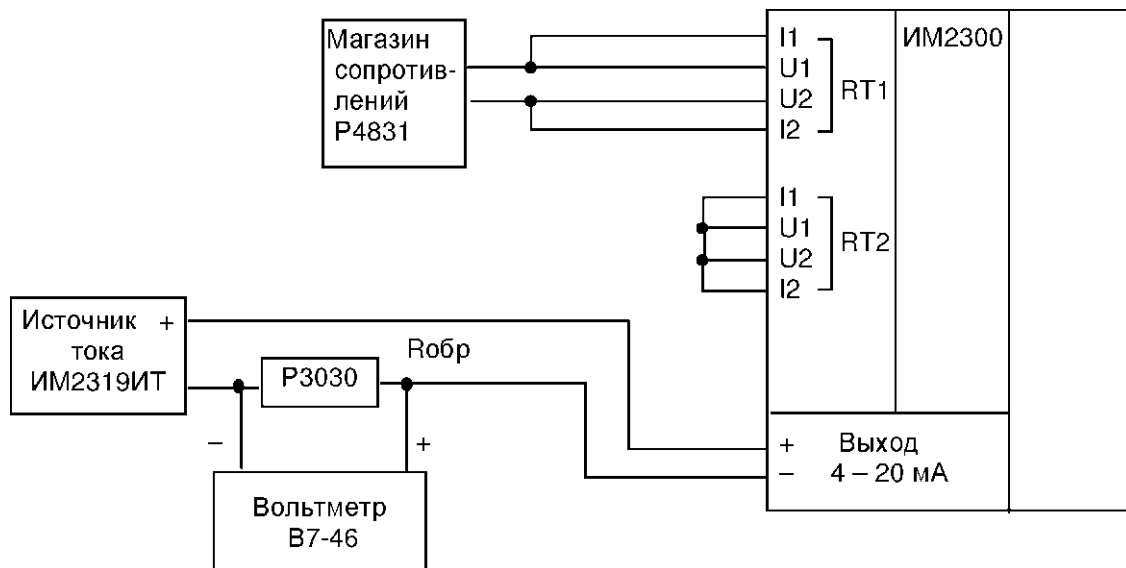 Магазин
сопротив-
лений
Р4831
I1
U1
U2
I2
RT1
ИМ2300
I1
U1
U2
I2
RT2
Источник +
тока
ИМ2319ИТ
Rобр
Р3030
–
+
Вольтметр
В7-46
+ Выход
– 4 – 20 мА